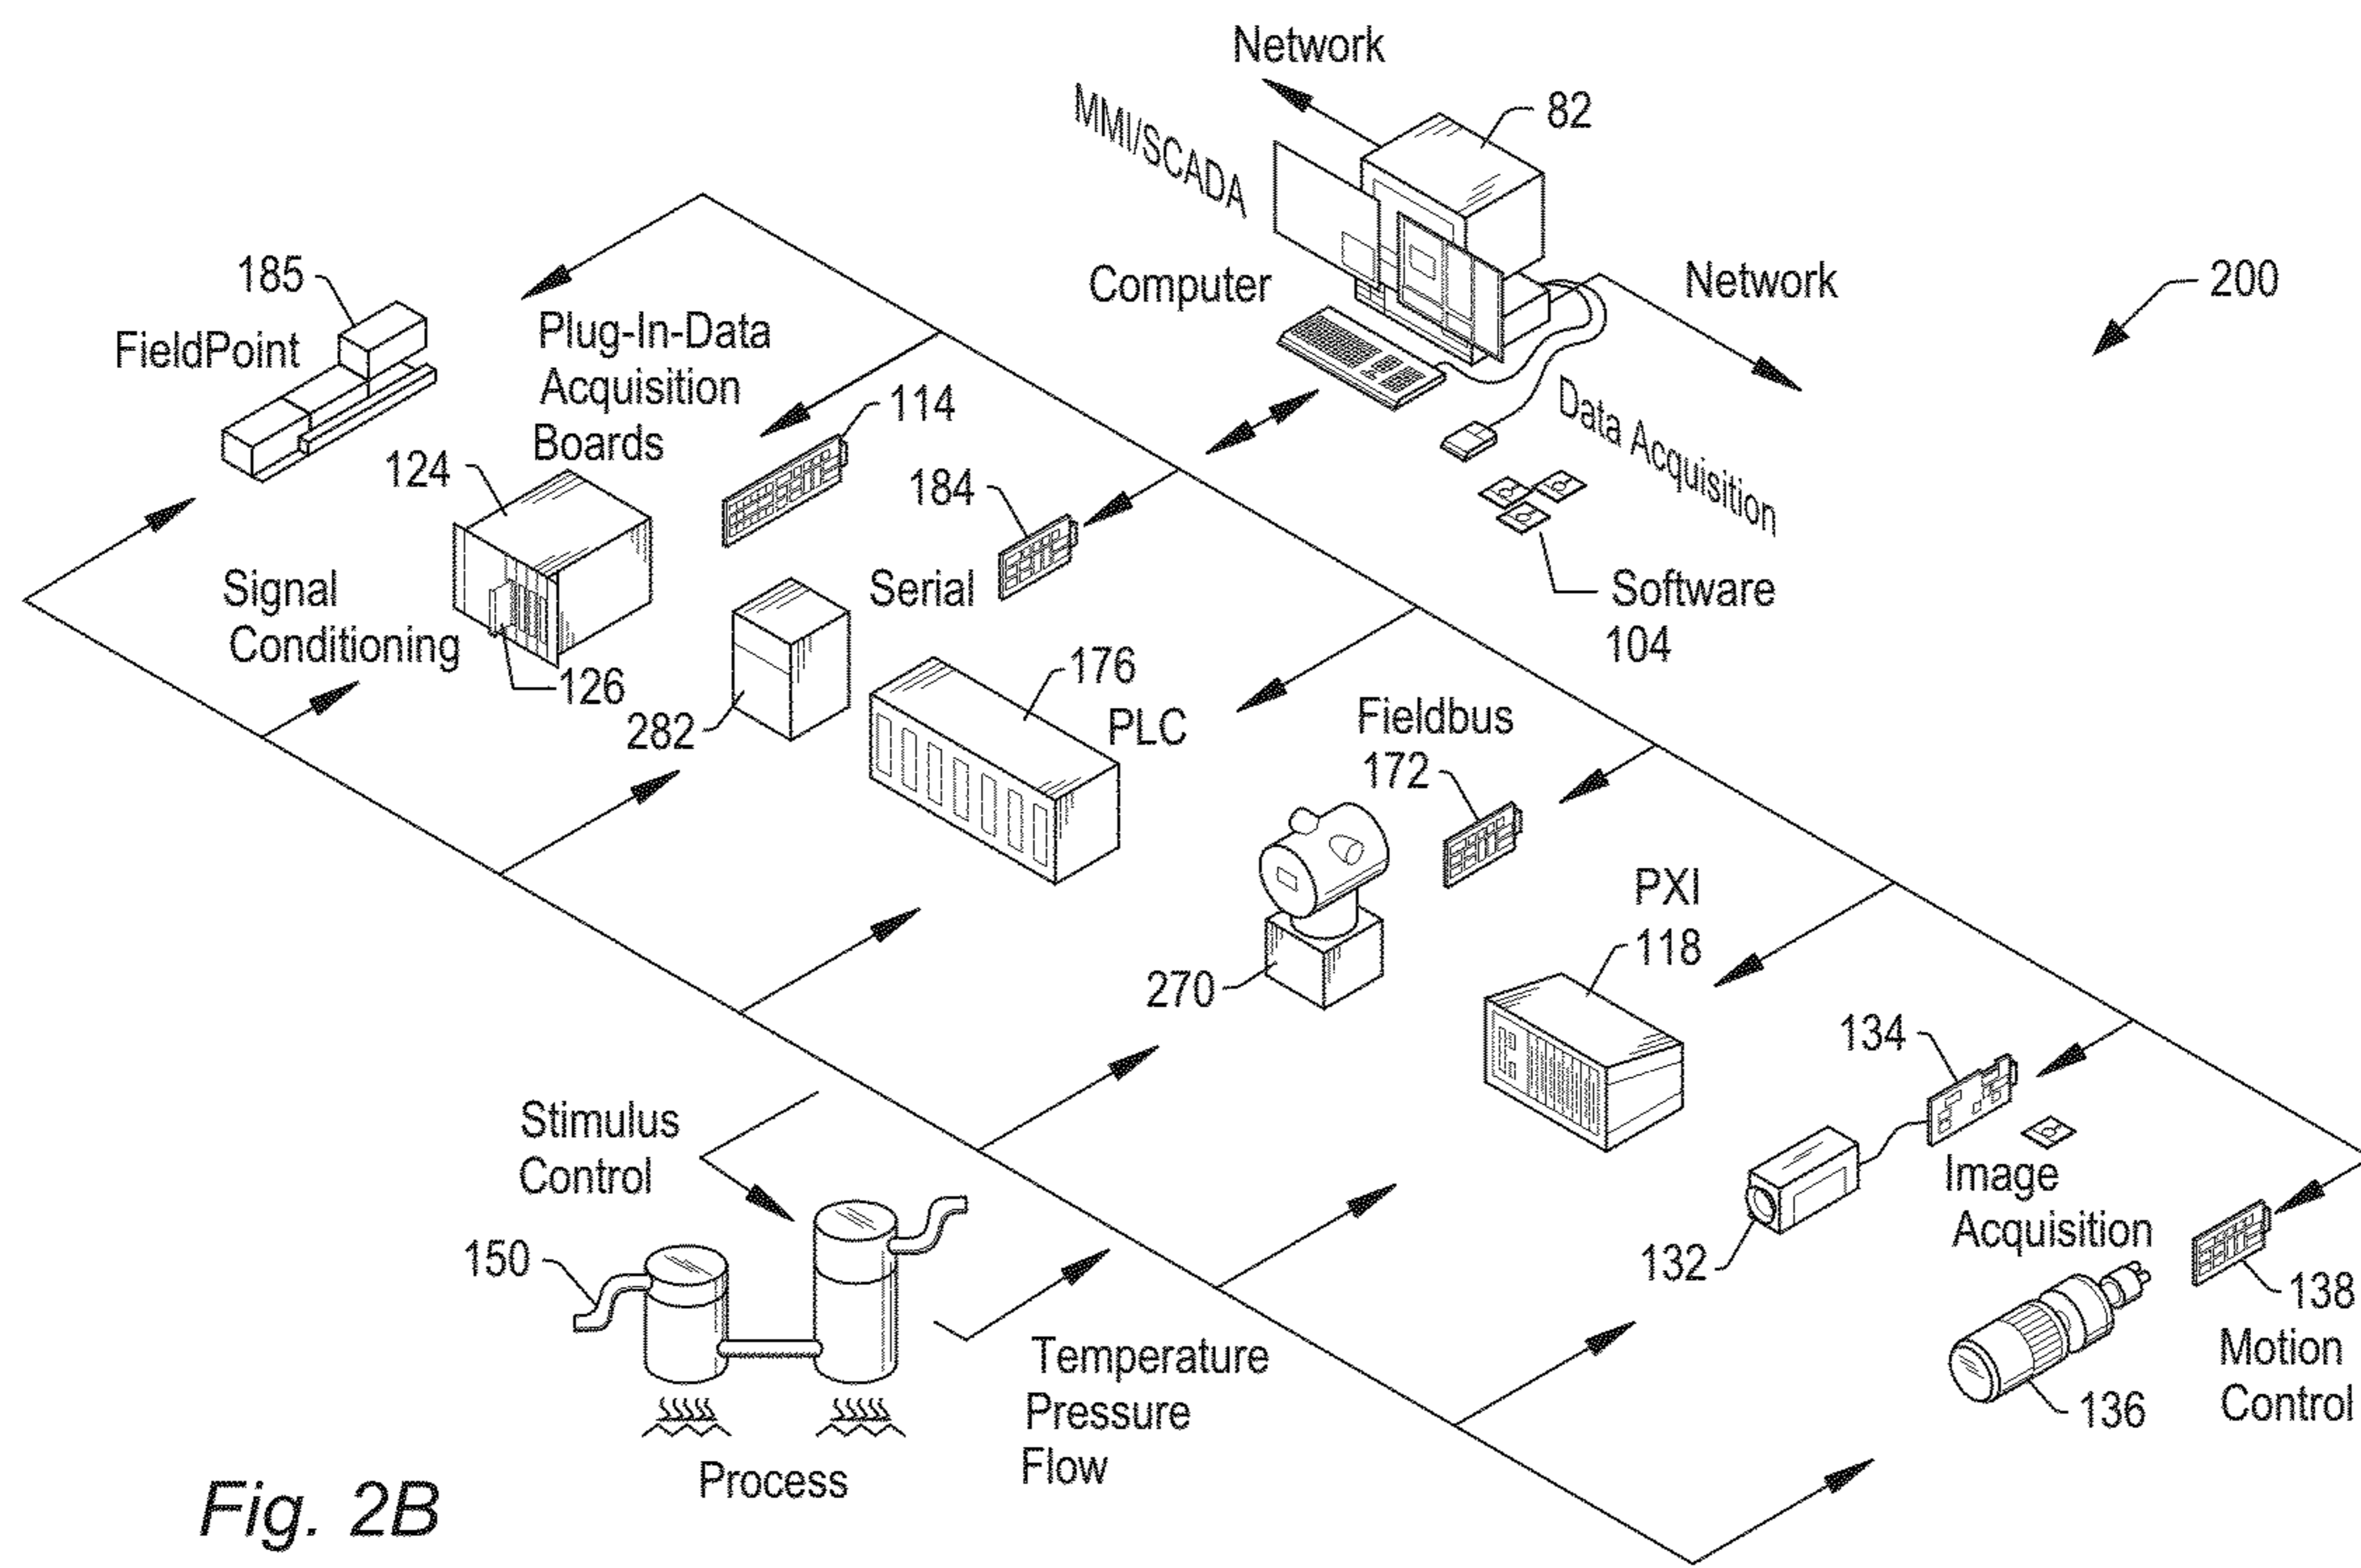 Network
82
MMI/SCADA
Computer
Network
200
185
FieldPoint
Plug-In-Data
Acquisition
Boards
114
124
184
Data Acquisition
Software
104
Signal
Conditioning
126
Serial
282
176
PLC
Fieldbus
172
270
PXI
118
134
132
Image
Acquisition
138
Motion
Control
136
Stimulus
Control
150
Temperature
Pressure
Flow
Process
Fig. 2B